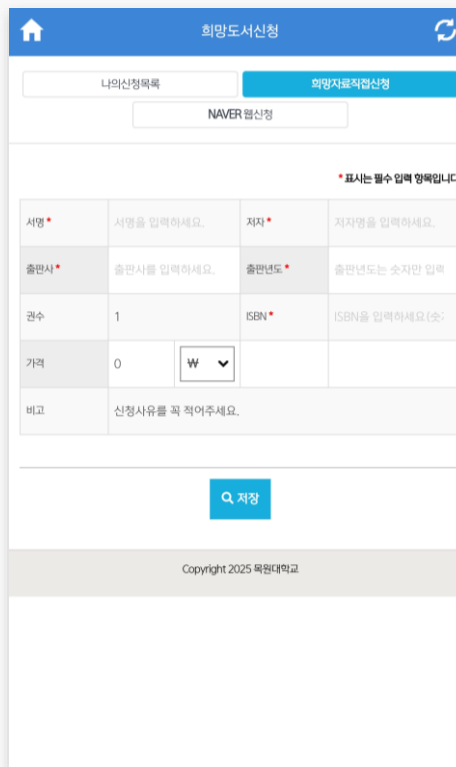 희망도서신청
나의신청목록 희망자료직접신청
NAVER 웹신청
* 표시는 필수 입력 항목입니다
서명 * 서명을 입력하세요. 저자 * 저자명을 입력하세요.
출판사 * 출판사를 입력하세요. 출판년도 * 출판년도는 숫자만 입력
권수 1 ISBN * ISBN을 입력하세요(숫
가격 0 ₩
비고 신청사유를 꼭 적어주세요.
저장
Copyright 2025 목원대학교